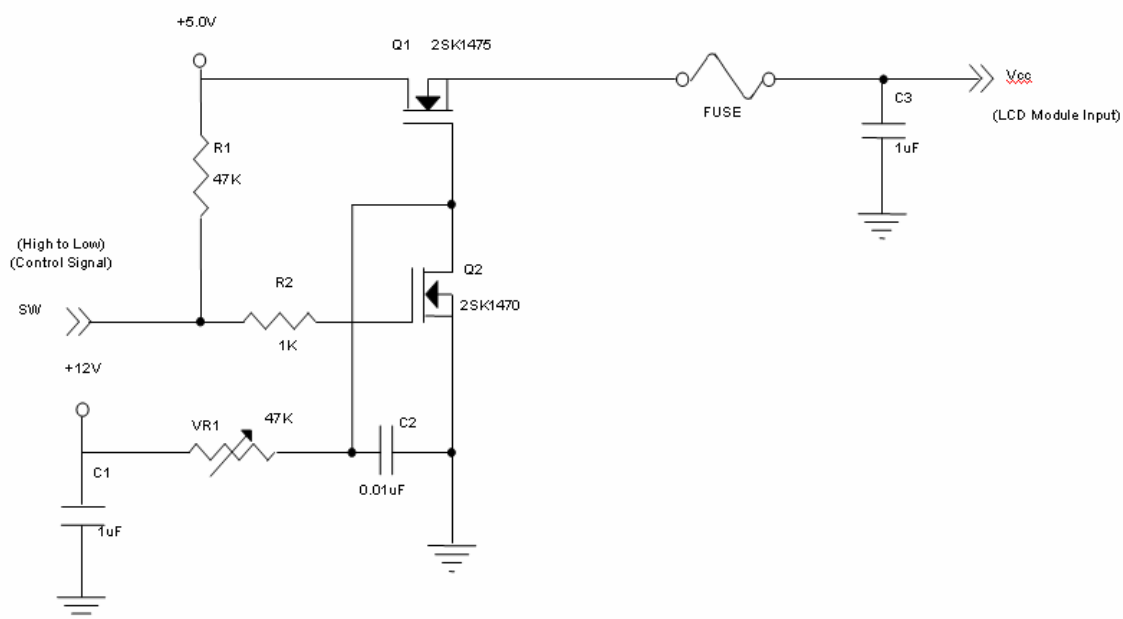 +5.0V
Q1 2SK1475
Vcc
(LCD Module Input)
FUSE
C3
1uF
R1
47K
(High to Low)
(Control Signal)
SW
R2
1K
Q2
2SK1470
+12V
VR1
47K
C2
0.01uF
C1
1uF